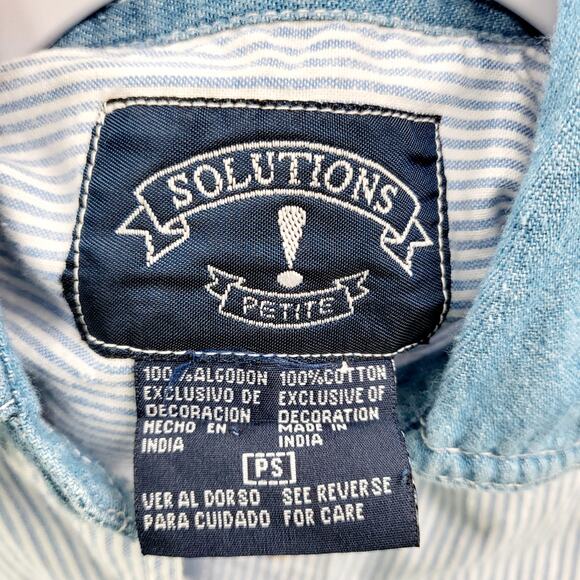 SOLUTIONS
!
PETITE
100%ALGODON
EXCLUSIVO DE
DECORACION
HECHO EN
INDIA
100%COTTON
EXCLUSIVE OF
DECORATION
MADE IN
INDIA
[PS]
VER AL DORSO
PARA CUIDADO
SEE REVERSE
FOR CARE